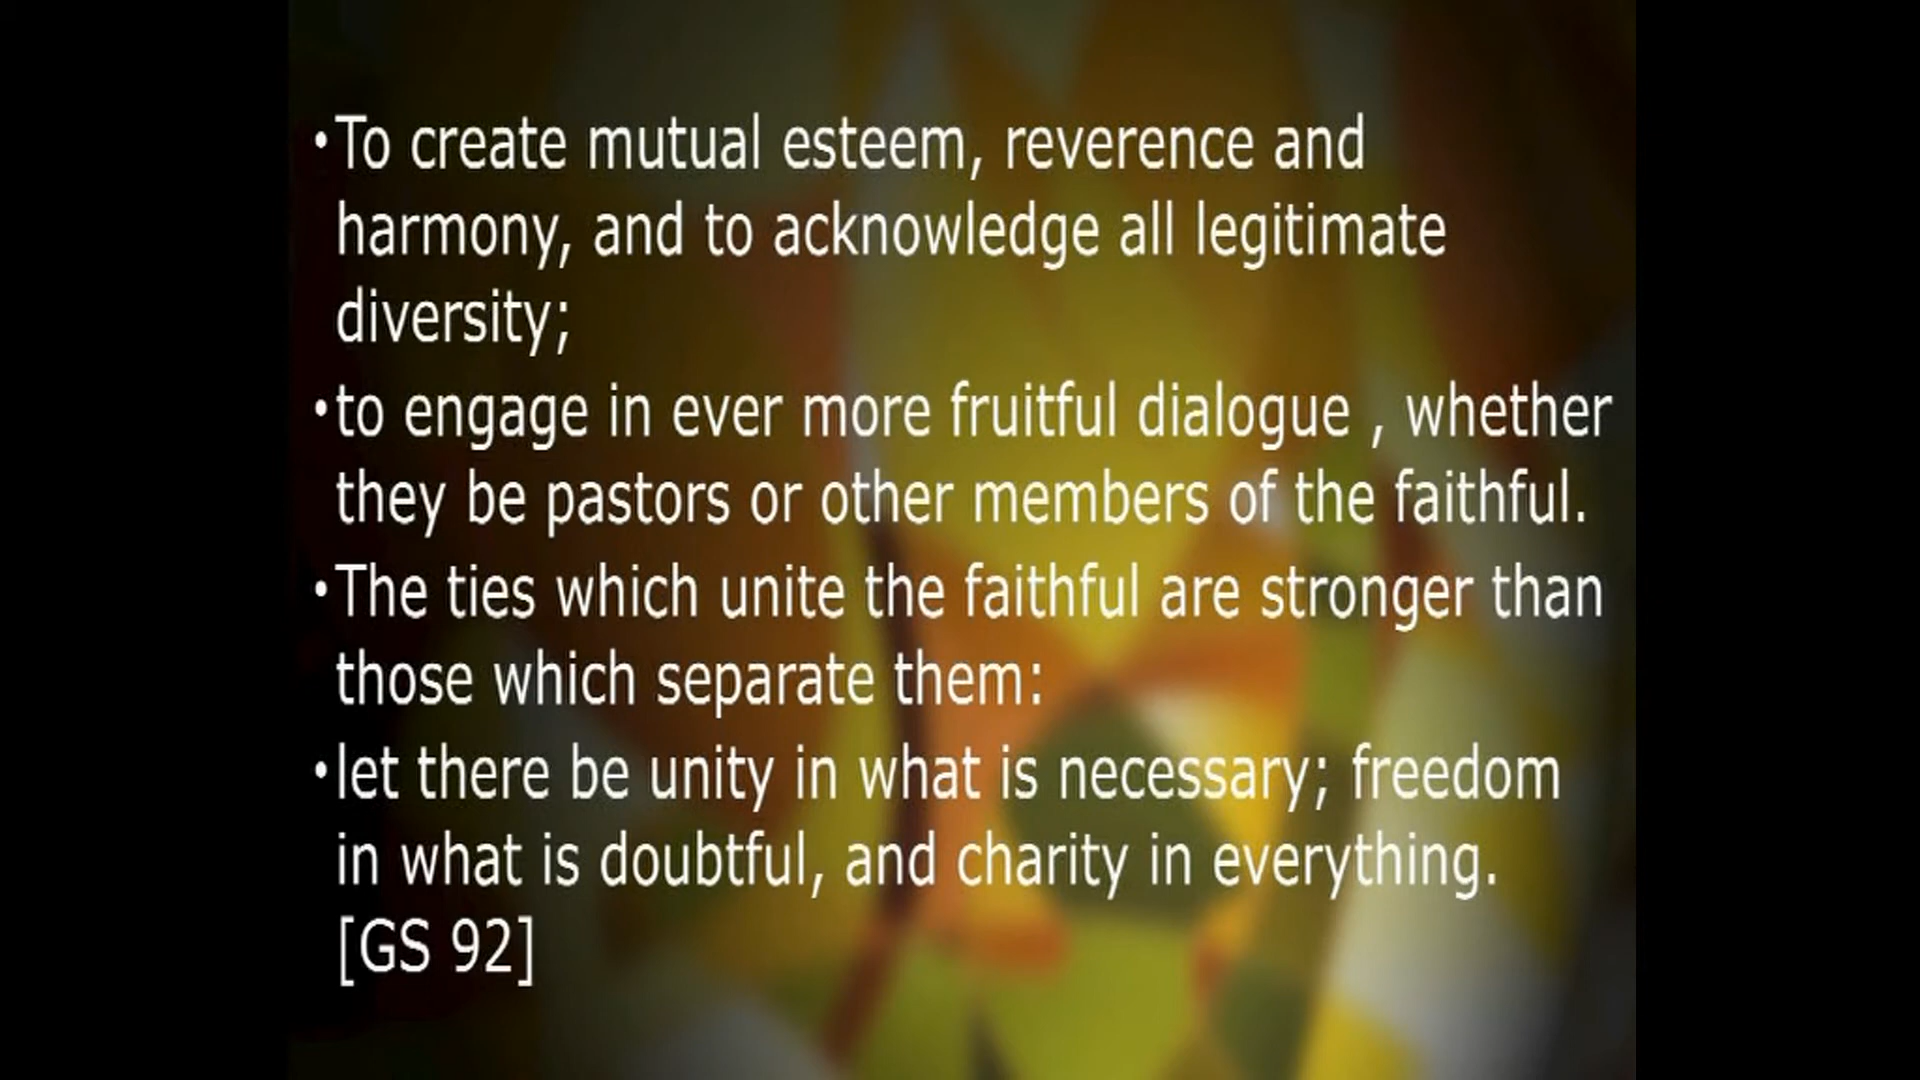 •To create mutual esteem, reverence and
harmony, and to acknowledge all legitimate
diversity;
•to engage in ever more fruitful dialogue , whether
they be pastors or other members of the faithful.
•The ties which unite the faithful are stronger than
those which separate them:
•let there be unity in what is necessary; freedom
in what is doubtful, and charity in everything.
[GS 92]